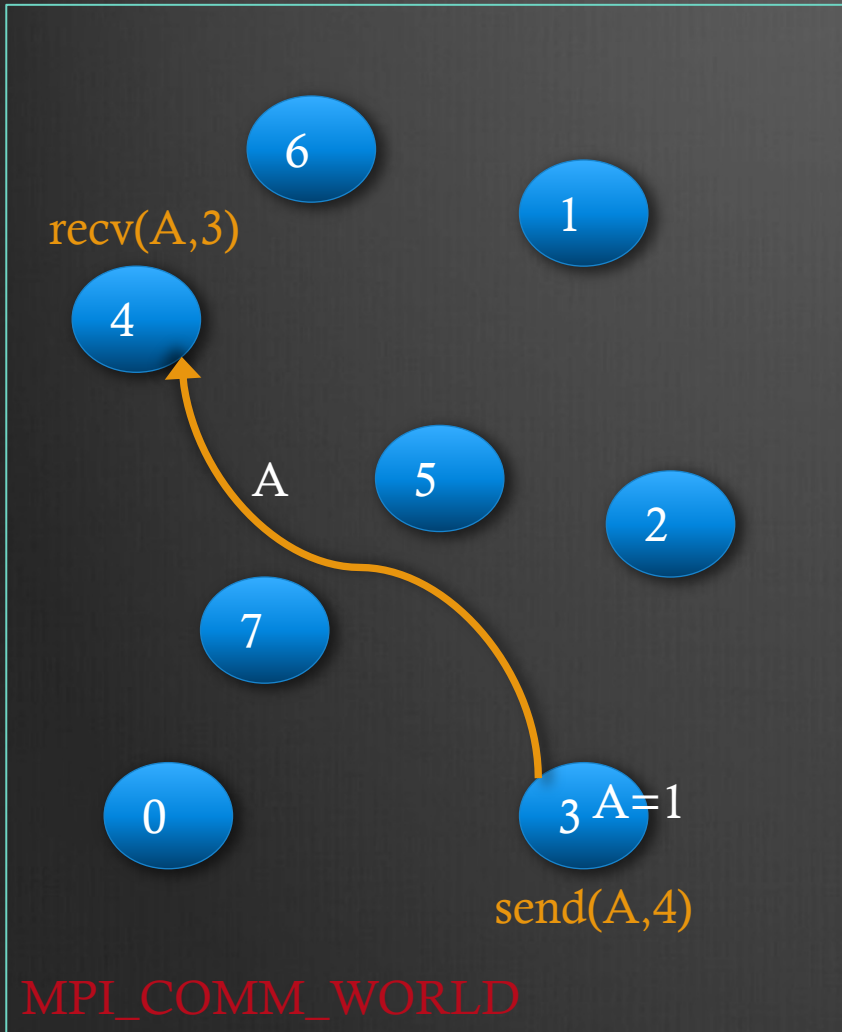 6
1
recv(A,3)
4
A
5
2
7
0
3 A=1
send(A,4)
MPI_COMM_WORLD